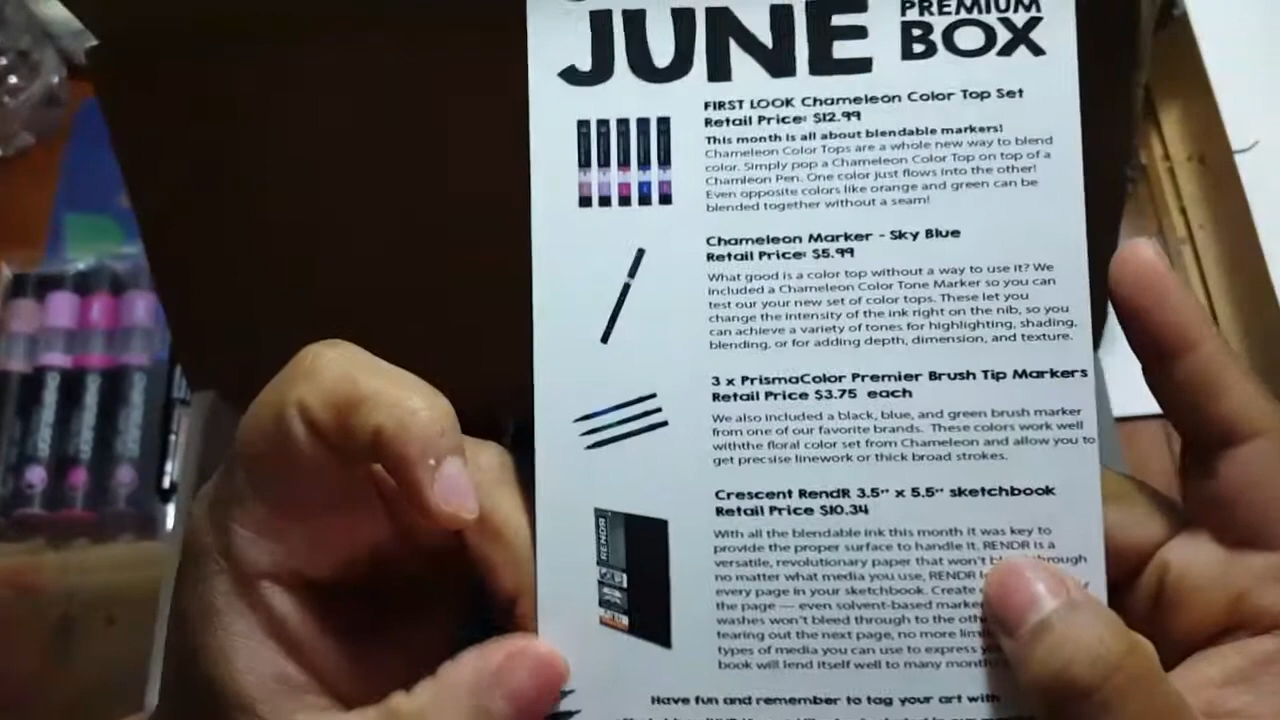 JUNE PREMIUM BOX
FIRST LOOK Chameleon Color Top Set
Retail Price: $12.99
This month is all about blendable markers!
Chameleon Color Tops are a whole new way to blend
color. Simply pop a Chameleon Color Top on top of a
Chamleon Pen. One color just flows into the other!
Even opposite colors like orange and green can be
blended together without a seam!
Chameleon Marker - Sky Blue
Retail Price: $5.99
What good is a color top without a way to use it? We
included a Chameleon Color Tone Marker so you can
test our your new set of color tops. These let you
change the intensity of the ink right on the nib, so you
can achieve a variety of tones for highlighting, shading,
blending, or for adding depth, dimension, and texture.
3 x PrismaColor Premier Brush Tip Markers
Retail Price $3.75 each
We also included a black, blue, and green brush marker
from one of our favorite brands. These colors work well
withthe floral color set from Chameleon and allow you to
get precsise linework or thick broad strokes.
Crescent RendR 3.5" x 5.5" sketchbook
Retail Price $10.34
RENDR
With all the blendable ink this month it was key to
provide the proper surface to handle it. RENDR is a
versatile, revolutionary paper that won't through
no matter what media you use, RENDR
every page in your sketchbook. Create
the page — even solvent-based
washes won't bleed through to the
tearing out the next page, no more
types of media you can use to express
book will lend itself well to many
Have fun and remember to tag your art with